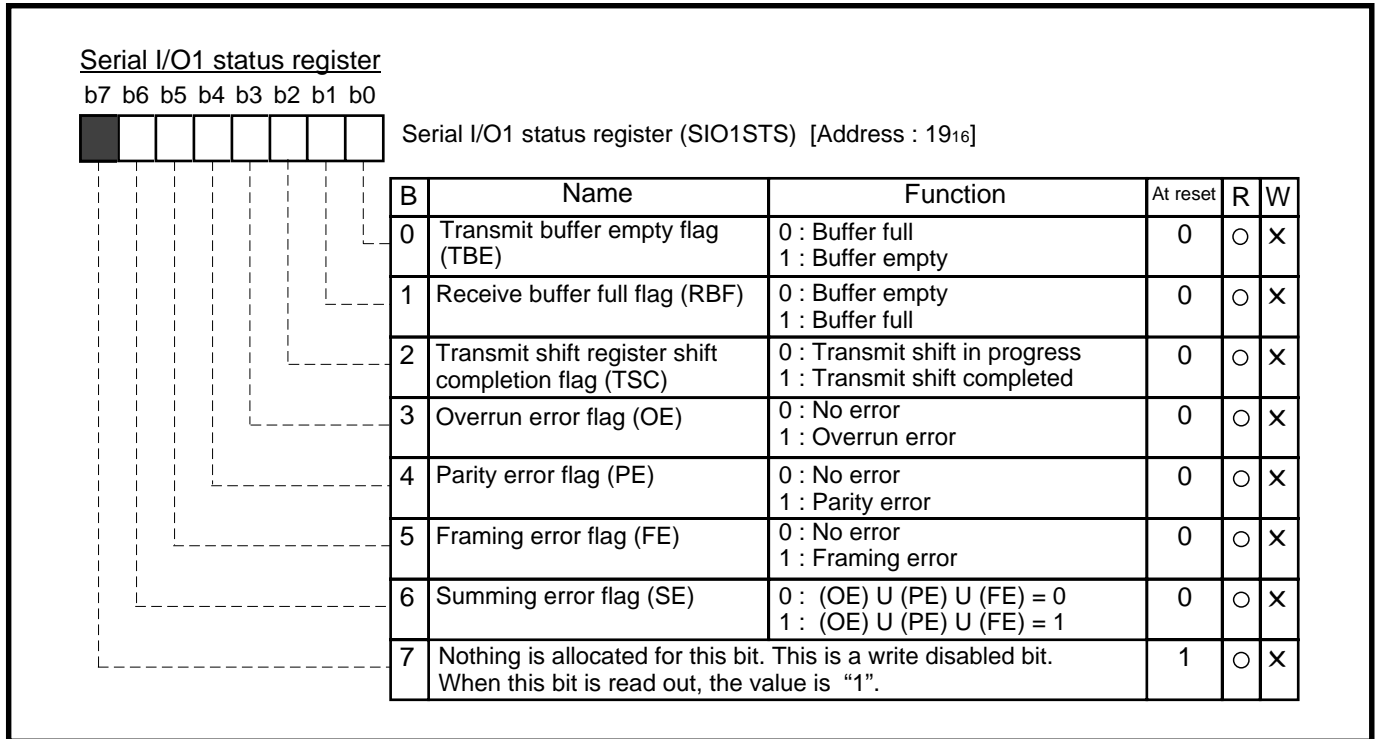 Serial I/O1 status register
b7 b6 b5 b4 b3 b2 b1 b0
Serial I/O1 status register (SIO1STS) [Address : 19₁₆]
B Name Function At reset R W
0 Transmit buffer empty flag (TBE) 0 : Buffer full 1 : Buffer empty 0 ○ ✕
1 Receive buffer full flag (RBF) 0 : Buffer empty 1 : Buffer full 0 ○ ✕
2 Transmit shift register shift completion flag (TSC) 0 : Transmit shift in progress 1 : Transmit shift completed 0 ○ ✕
3 Overrun error flag (OE) 0 : No error 1 : Overrun error 0 ○ ✕
4 Parity error flag (PE) 0 : No error 1 : Parity error 0 ○ ✕
5 Framing error flag (FE) 0 : No error 1 : Framing error 0 ○ ✕
6 Summing error flag (SE) 0 : (OE) U (PE) U (FE) = 0 1 : (OE) U (PE) U (FE) = 1 0 ○ ✕
7 Nothing is allocated for this bit. This is a write disabled bit. When this bit is read out, the value is “1”. 1 ○ ✕